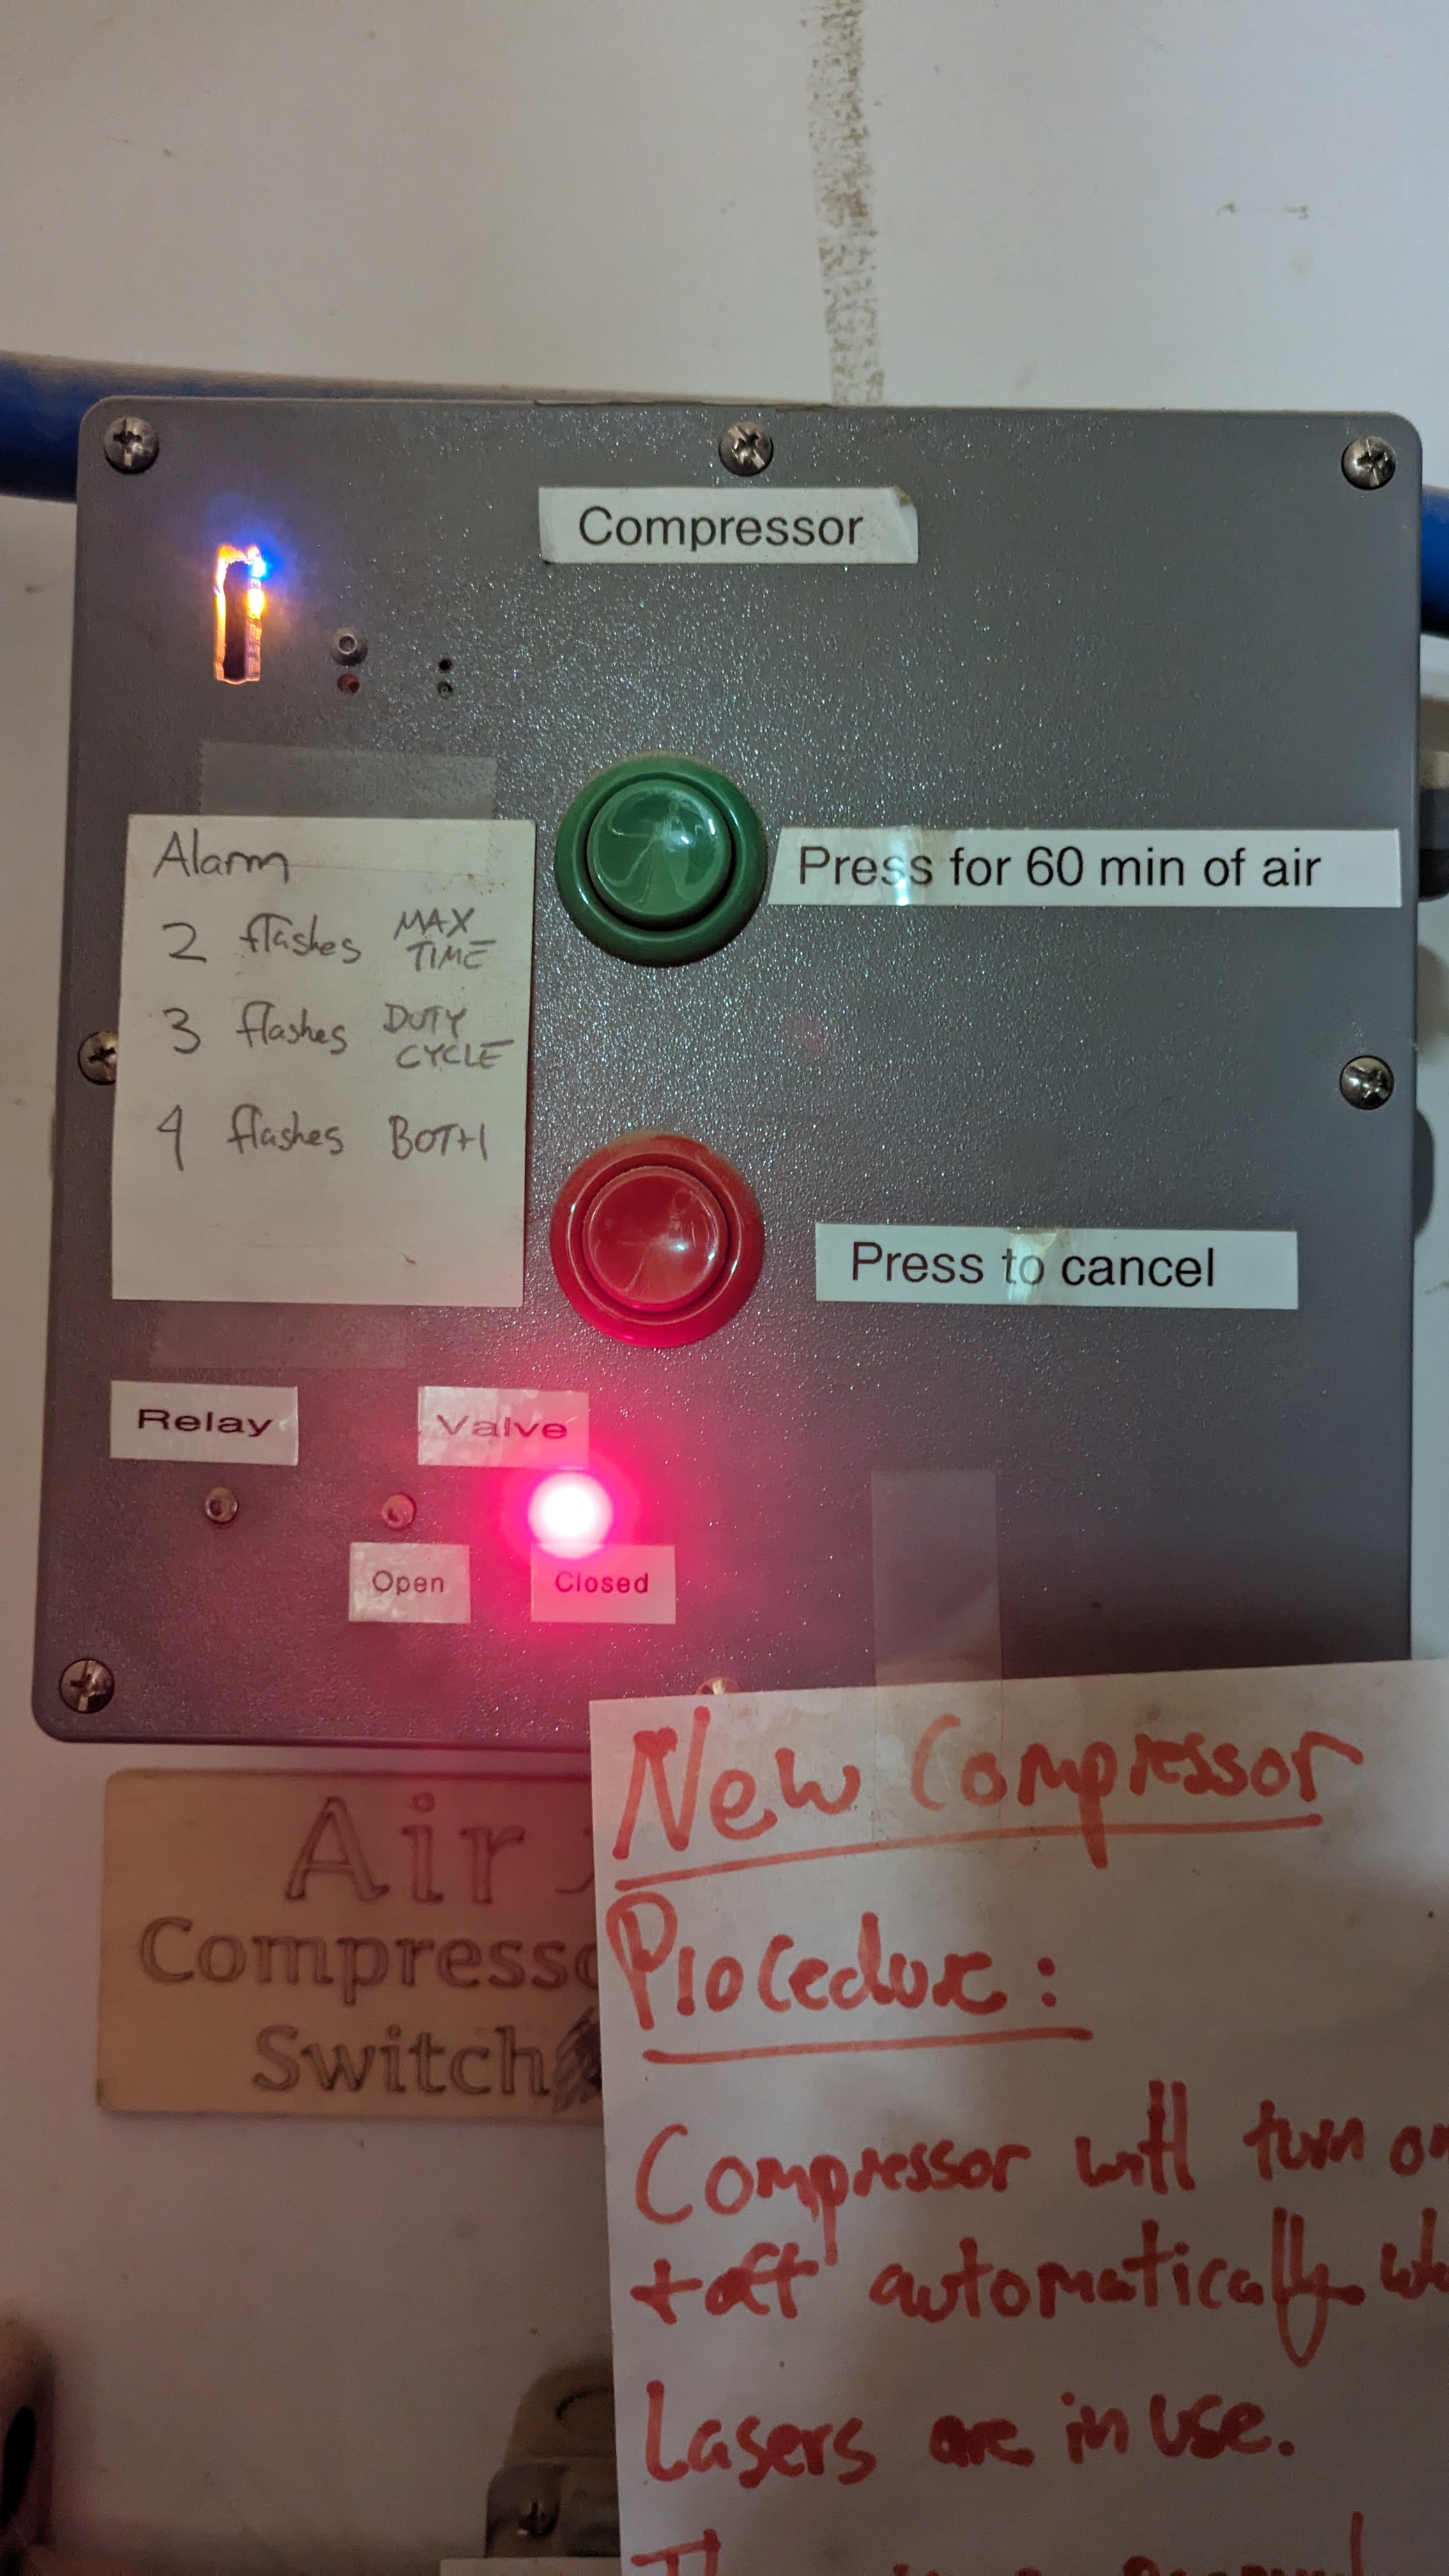 Compressor
Press for 60 min of air
Alarm
2 flashes MAX TIME
3 flashes DUTY CYCLE
4 flashes BOTH
Press to cancel
Relay
Valve
Open
Closed
Air
Compresso
Switch
New Compressor
Procedure:
Compressor will turn on
+ off automatically
Lasers are in use.